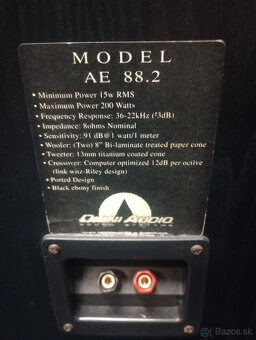 MODEL
AE 88.2
• Minimum Power 15w RMS
• Maximum Power 200 Watts
• Frequency Response: 36-22kHz (±3dB)
• Impedance: 8ohms Nominal
• Sensitivity: 91 dB@1 watt/1 meter
• Woofer: (Two) 8" Bi-laminate treated paper cone
• Tweeter: 13mm titanium coated cone
• Crossover: Computer optimized 12dB per octive
(link witz-Riley design)
• Ported Design
• Black ebony finish
OMNI AUDIO
SOUND SYSTEMS
© Bazos.sk